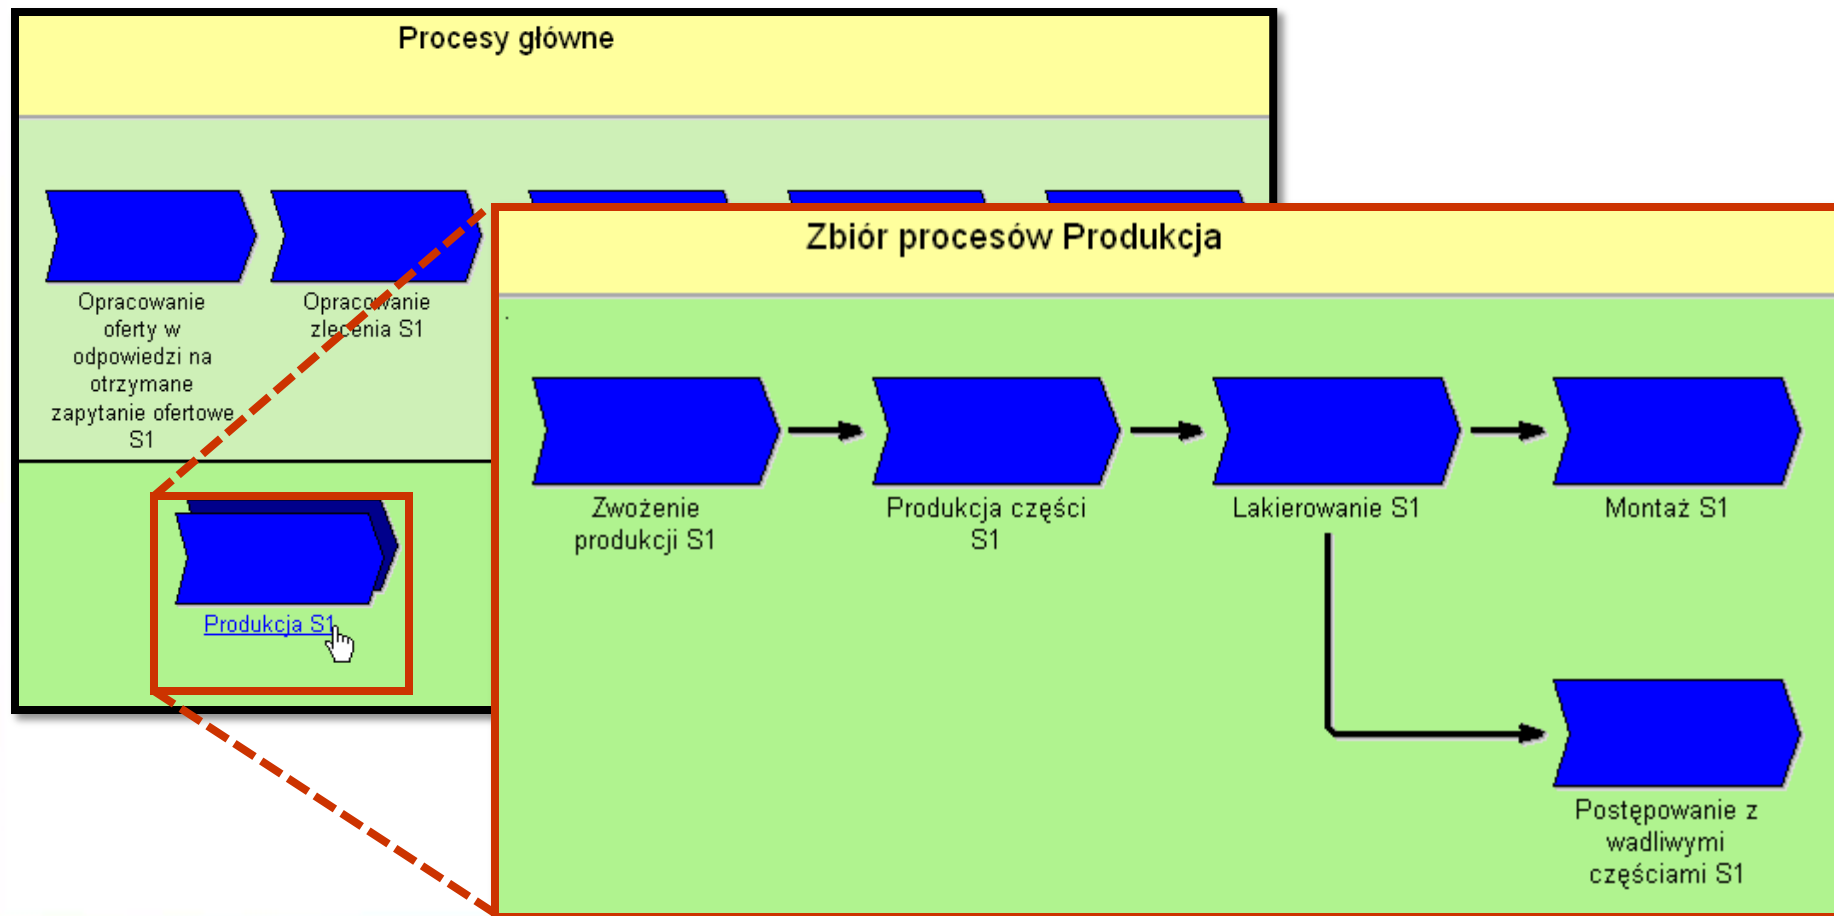 Procesy główne
Opracowanie
oferty w
odpowiedzi na
otrzymane
zapytanie ofertowe
S1
Opracowanie
zlecenia S1
Produkcja S1
Zbiór procesów Produkcja
Zwożenie
produkcji S1
Produkcja części
S1
Lakierowanie S1
Montaż S1
Postępowanie z
wadliwymi
częściami S1